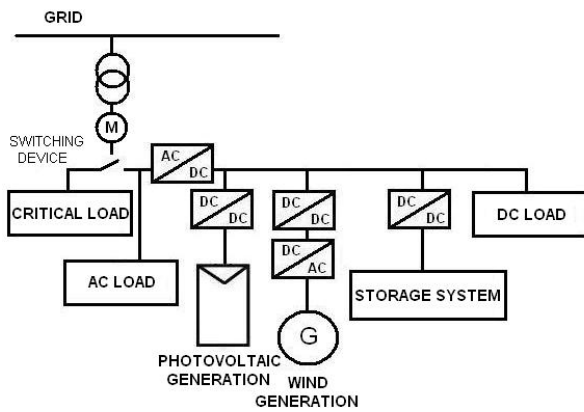 GRID
M
SWITCHING
DEVICE
AC
DC
CRITICAL LOAD
AC LOAD
DC
DC
DC
DC
DC
AC
DC
DC
DC LOAD
STORAGE SYSTEM
G
PHOTOVOLTAIC
GENERATION
WIND
GENERATION